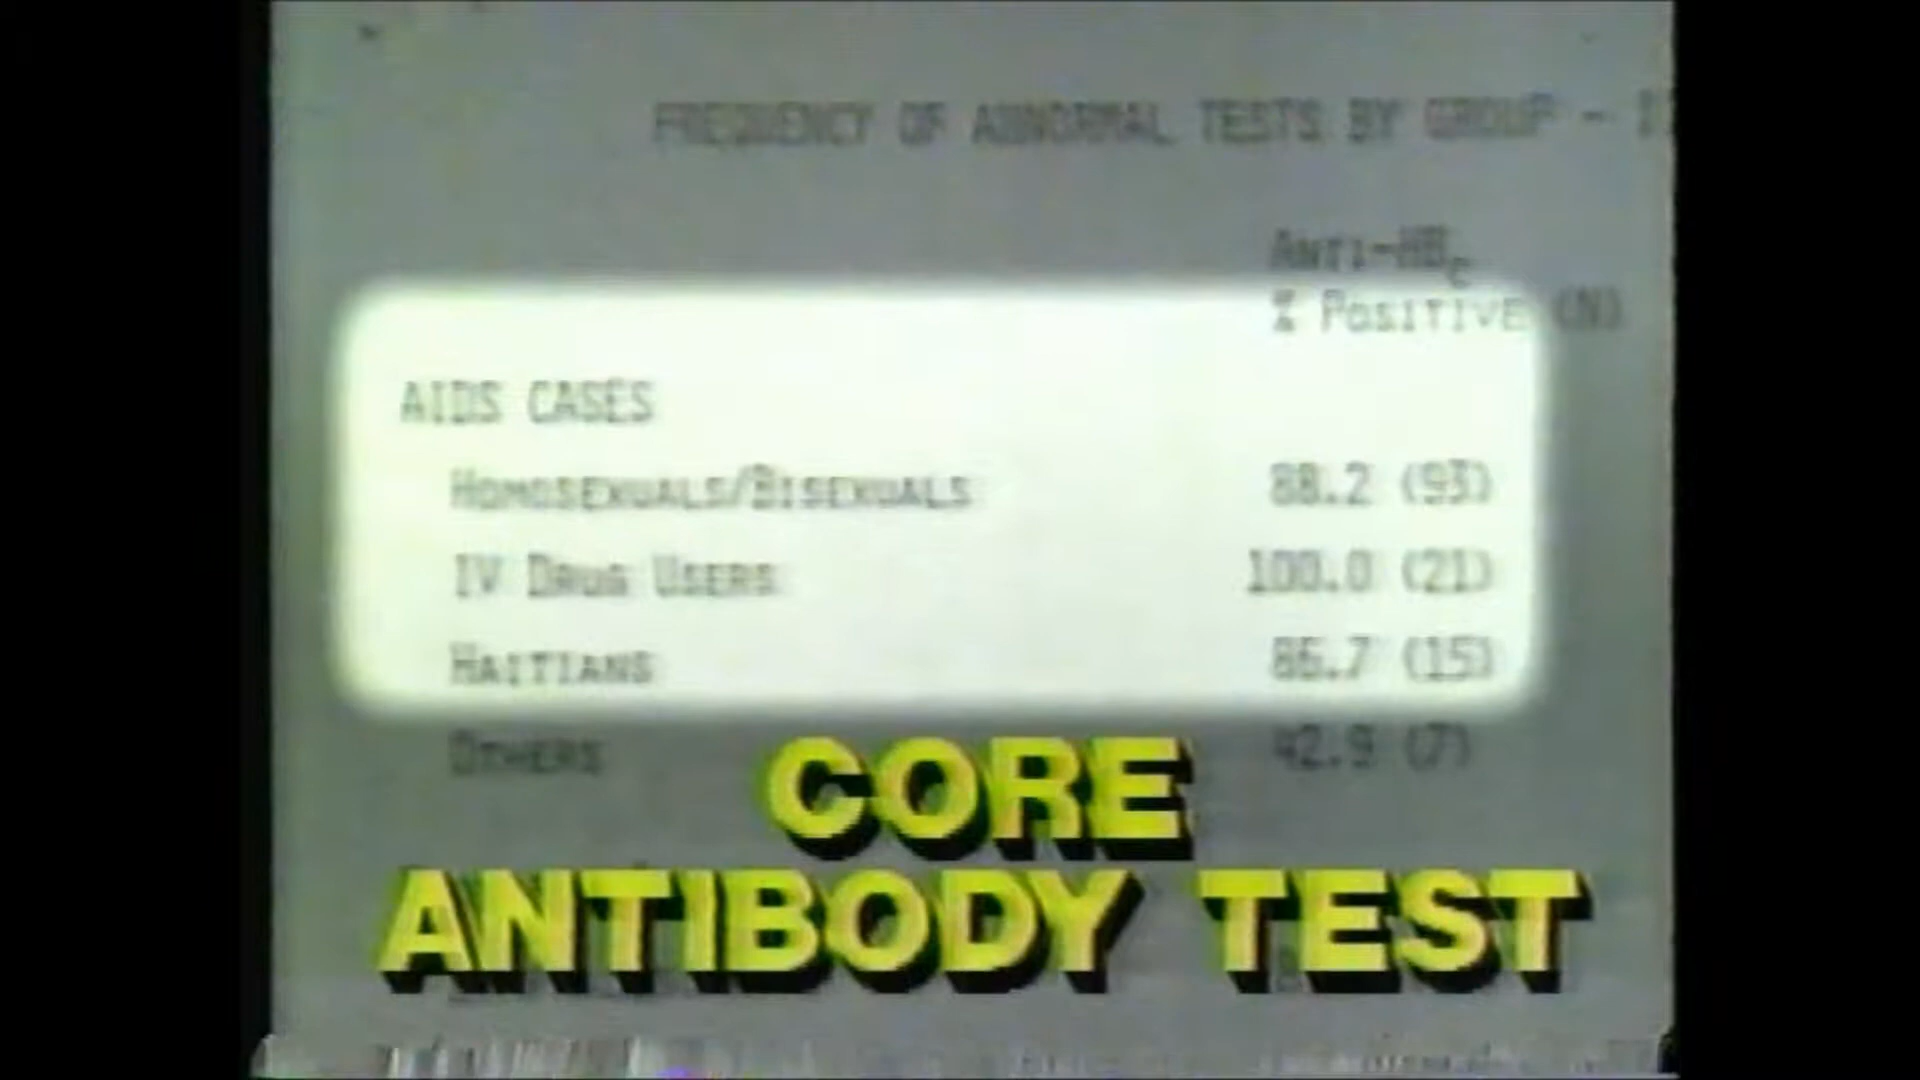 FREQUENCY OF ABNORMAL TESTS BY GROUP -
Anti-HBc
% Positive (N)
AIDS CASES
Homosexuals/Bisexuals 88.2 (93)
IV Drug Users 100.0 (21)
Haitians 86.7 (15)
Others 42.9 (7)
CORE
ANTIBODY TEST